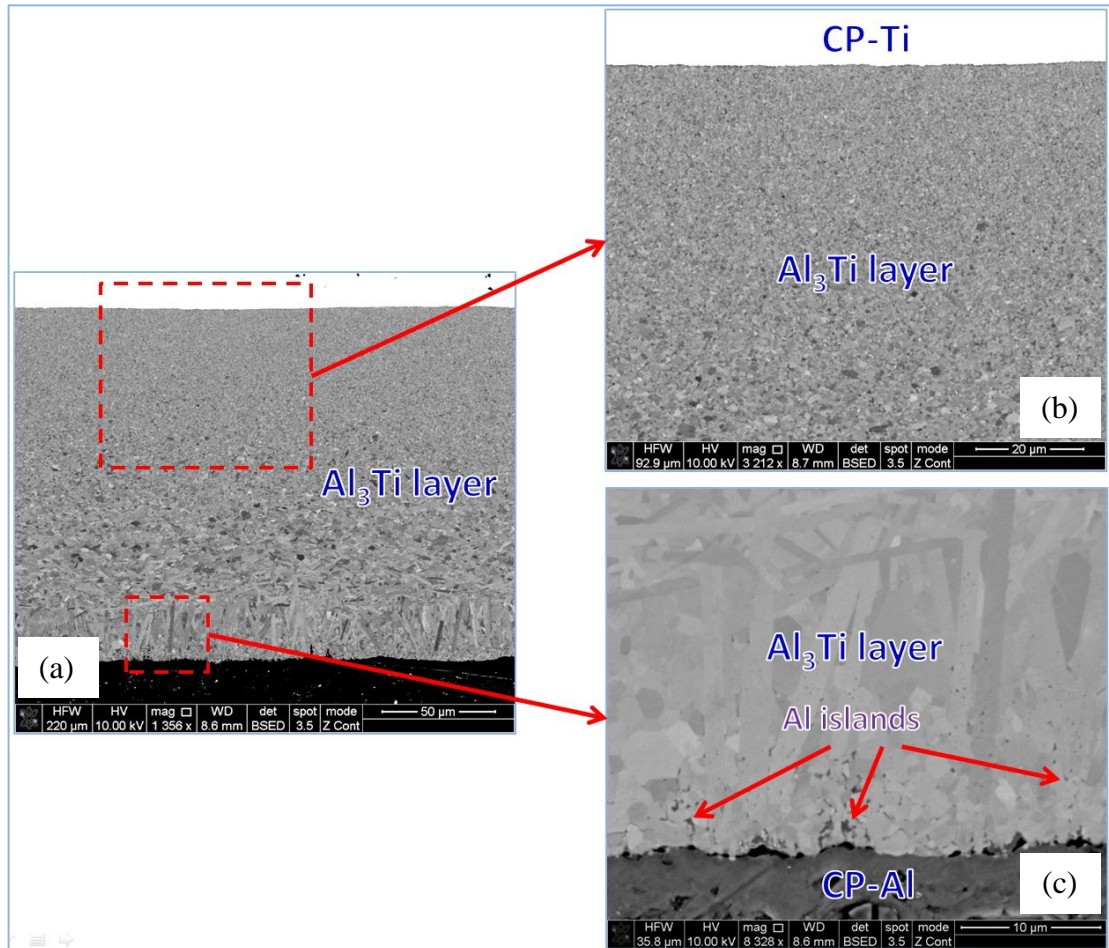 CP-Ti
Al₃Ti layer
(b)
HFW HV mag □ WD det spot mode
92.9 µm 10.00 kV 3 212 x 8.7 mm BSED 3.5 Z Cont 20 µm
Al₃Ti layer
(a)
HFW HV mag □ WD det spot mode
220 µm 10.00 kV 1 356 x 8.6 mm BSED 3.5 Z Cont 50 µm
Al₃Ti layer
Al islands
CP-Al
(c)
HFW HV mag □ WD det spot mode
35.8 µm 10.00 kV 8 328 x 8.6 mm BSED 3.5 Z Cont 10 µm